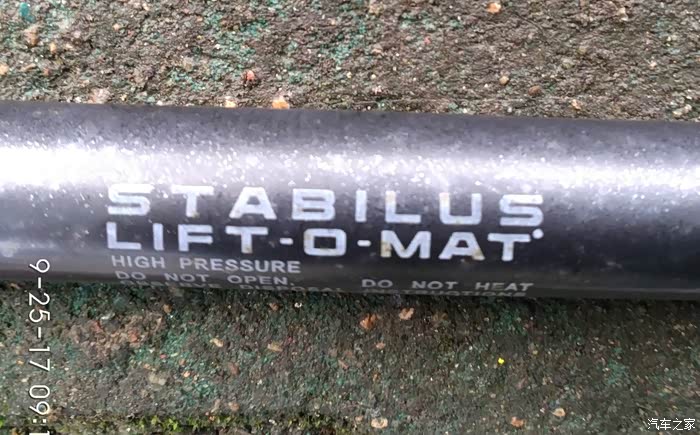 STABILUS
LIFT-O-MAT
HIGH PRESSURE
DO NOT OPEN DO NOT HEAT
9-25-17 09:1
汽车之家